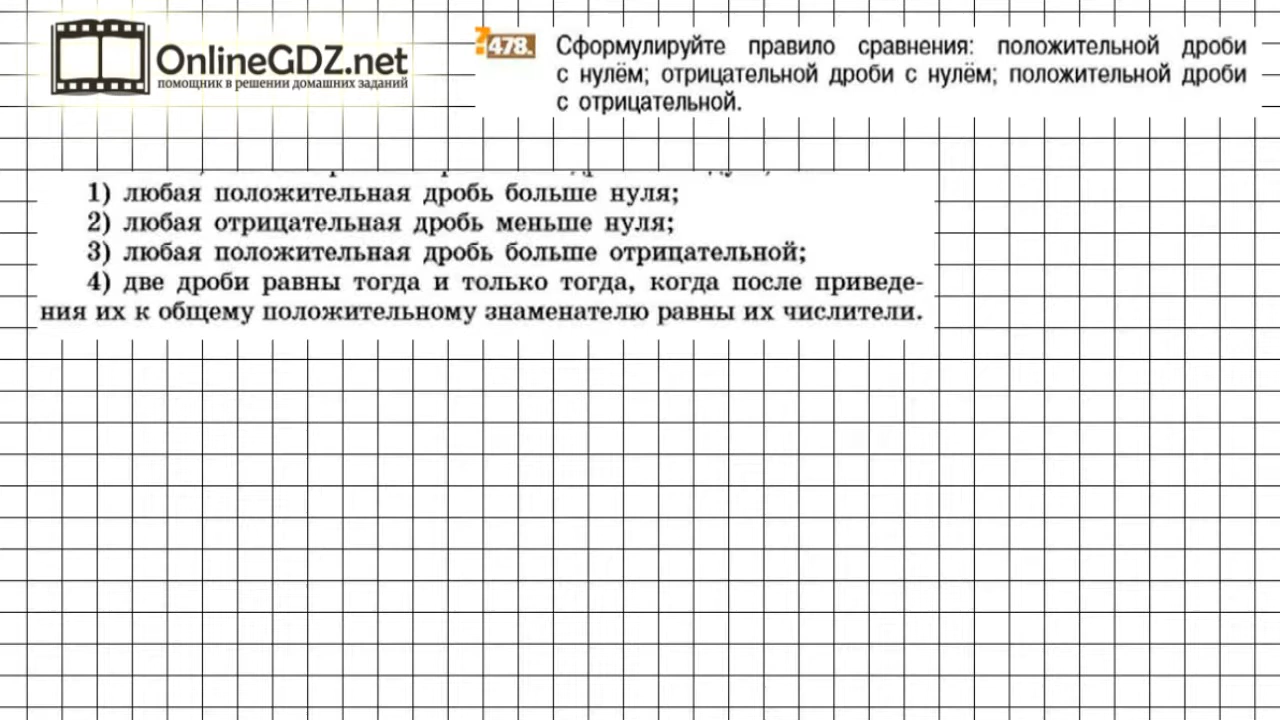 OnlineGDZ.net
помощник в решении домашних заданий
?478. Сформулируйте правило сравнения: положительной дроби
с нулём; отрицательной дроби с нулём; положительной дроби
с отрицательной.
1) любая положительная дробь больше нуля;
2) любая отрицательная дробь меньше нуля;
3) любая положительная дробь больше отрицательной;
4) две дроби равны тогда и только тогда, когда после приведе-
ния их к общему положительному знаменателю равны их числители.